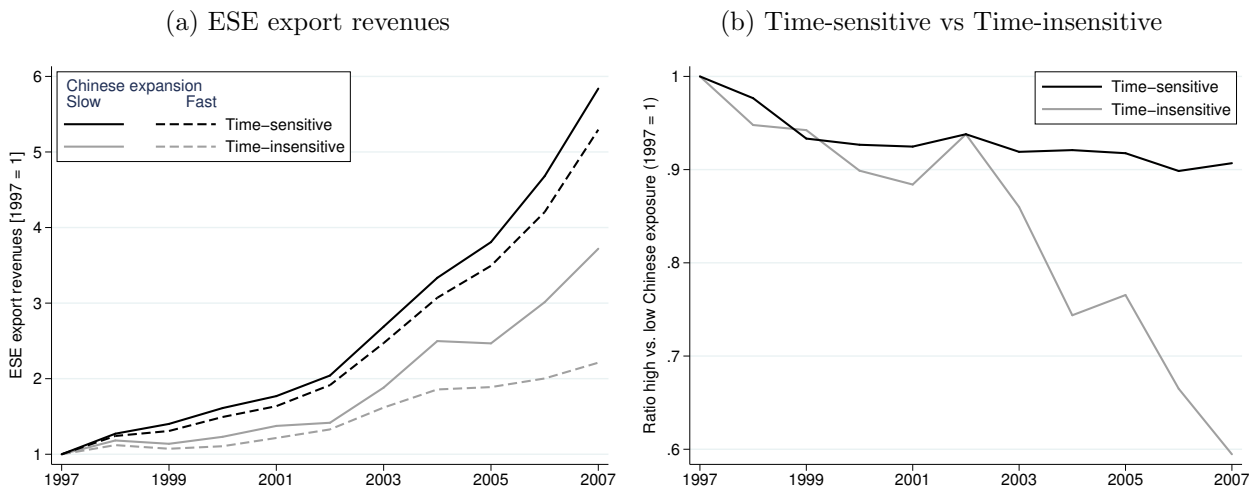 (a) ESE export revenues
ESE export revenues [1997 = 1]
6
5
4
3
2
1
Chinese expansion
Slow Fast
Time−sensitive
Time−insensitive
1997 1999 2001 2003 2005 2007
(b) Time-sensitive vs Time-insensitive
Ratio high vs. low Chinese exposure (1997 = 1)
1
.9
.8
.7
.6
Time−sensitive
Time−insensitive
1997 1999 2001 2003 2005 2007